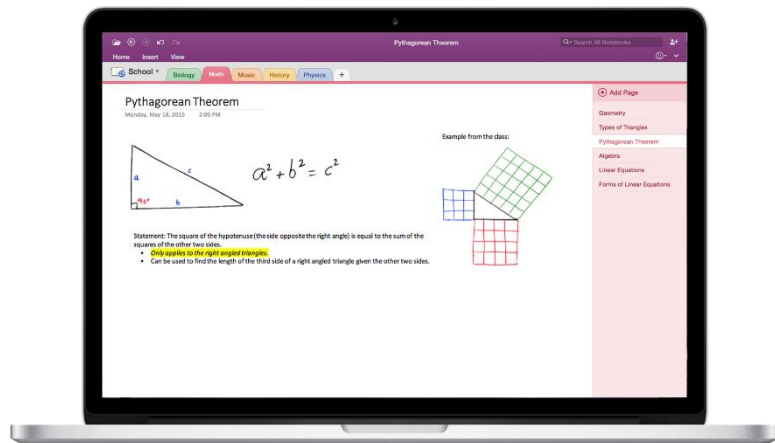 Pythagorean Theorem
Search All Notebooks
Home Insert View
School
Biology Math Music History Physics +
Add Page
Geometry
Types of Triangles
Pythagorean Theorem
Algebra
Linear Equations
Forms of Linear Equations
Pythagorean Theorem
Monday, May 18, 2015 2:00 PM
a
c
90°
b
a² + b² = c²
Example from the class:
Statement: The square of the hypotenuse (the side opposite the right angle) is equal to the sum of the
squares of the other two sides.
• Only applies to the right angled triangles.
• Can be used to find the length of the third side of a right angled triangle given the other two sides.